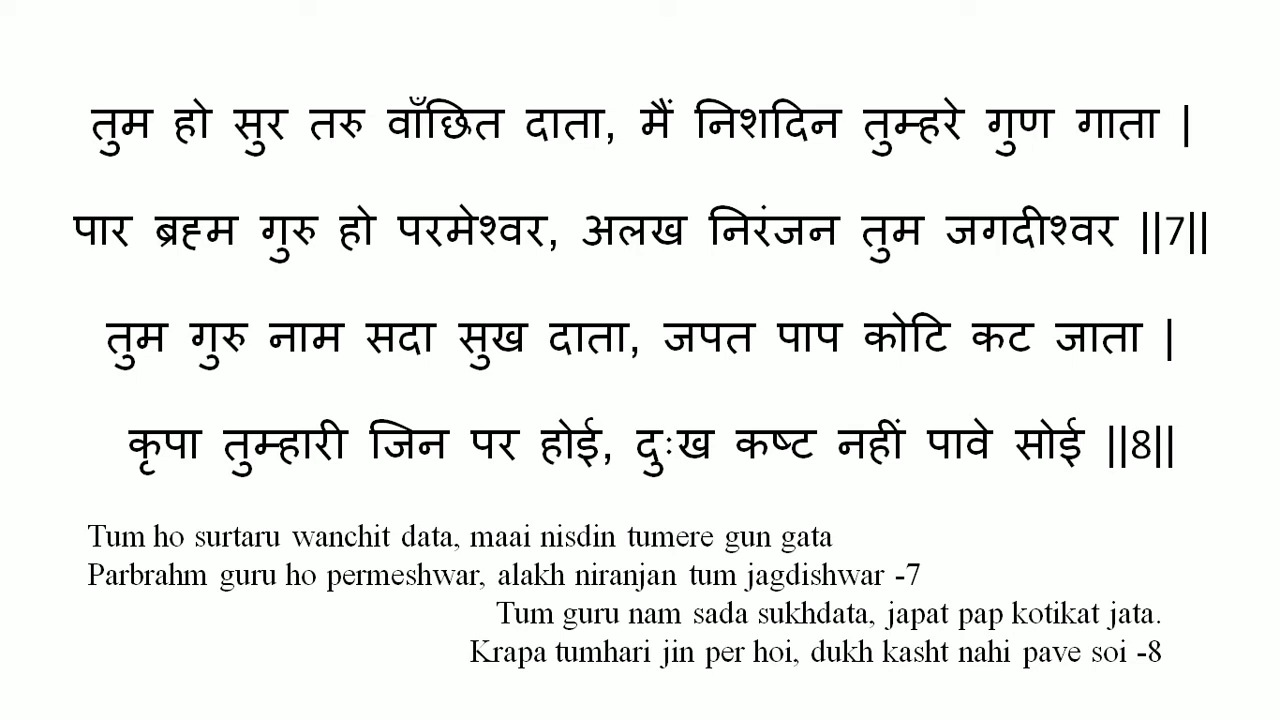 तुम हो सुर तरु वाँछित दाता, मैं निशदिन तुम्हरे गुण गाता |
पार ब्रह्म गुरु हो परमेश्वर, अलख निरंजन तुम जगदीश्वर ||7||
तुम गुरु नाम सदा सुख दाता, जपत पाप कोटि कट जाता |
कृपा तुम्हारी जिन पर होई, दुःख कष्ट नहीं पावे सोई ||8||
Tum ho surtaru wanchit data, maai nisdin tumere gun gata
Parbrahm guru ho permeshwar, alakh niranjan tum jagdishwar -7
Tum guru nam sada sukhdata, japat pap kotikat jata.
Krapa tumhari jin per hoi, dukh kasht nahi pave soi -8